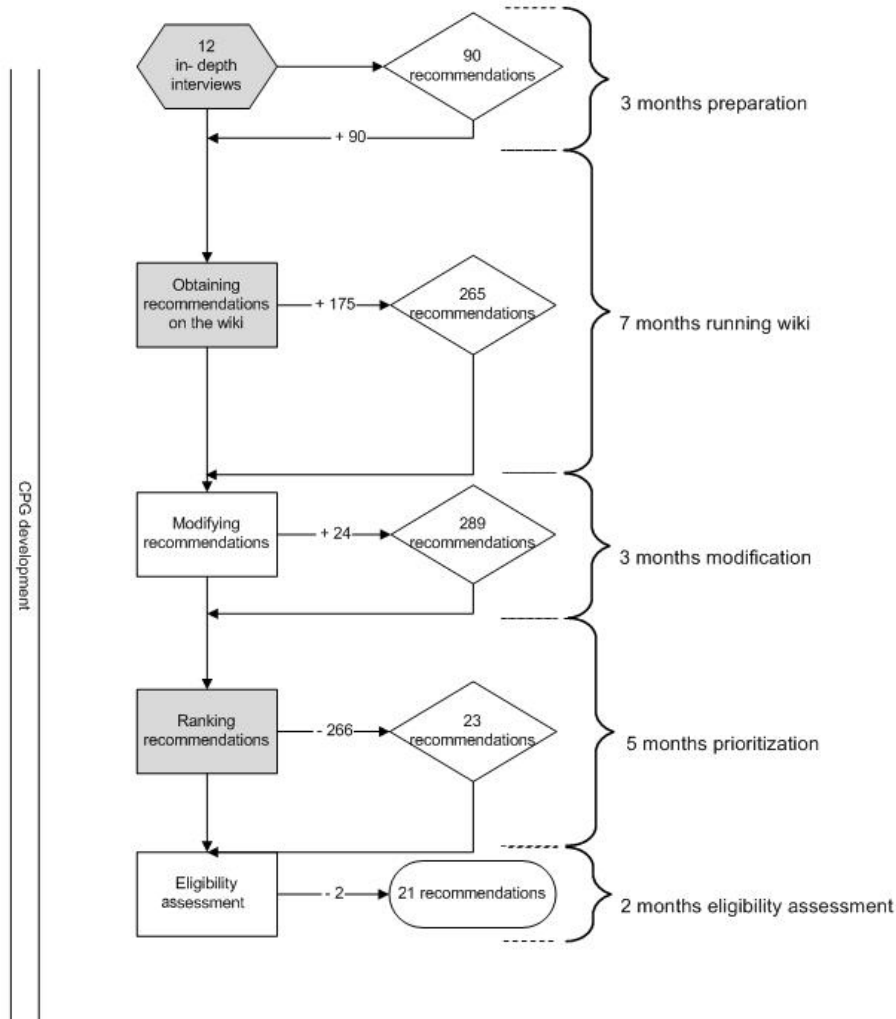 12
in- depth
interviews
90
recommendations
3 months preparation
+ 90
Obtaining
recommendations
on the wiki
+ 175
265
recommendations
7 months running wiki
CPG development
Modifying
recommendations
+ 24
289
recommendations
3 months modification
Ranking
recommendations
- 266
23
recommendations
5 months prioritization
Eligibility
assessment
- 2
21 recommendations
2 months eligibility assessment